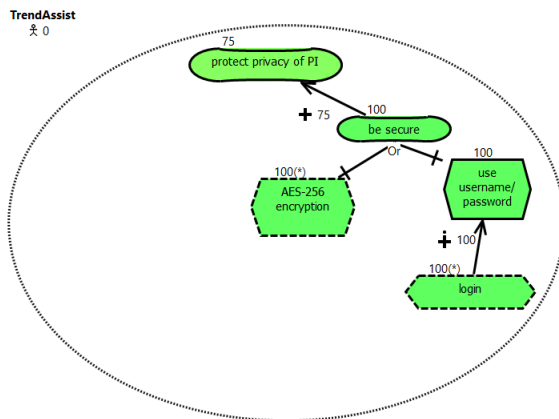 TrendAssist
0
75
protect privacy of PI
75
100
be secure
Or
100
100(*)
AES-256
encryption
use
username/
password
100
100(*)
login